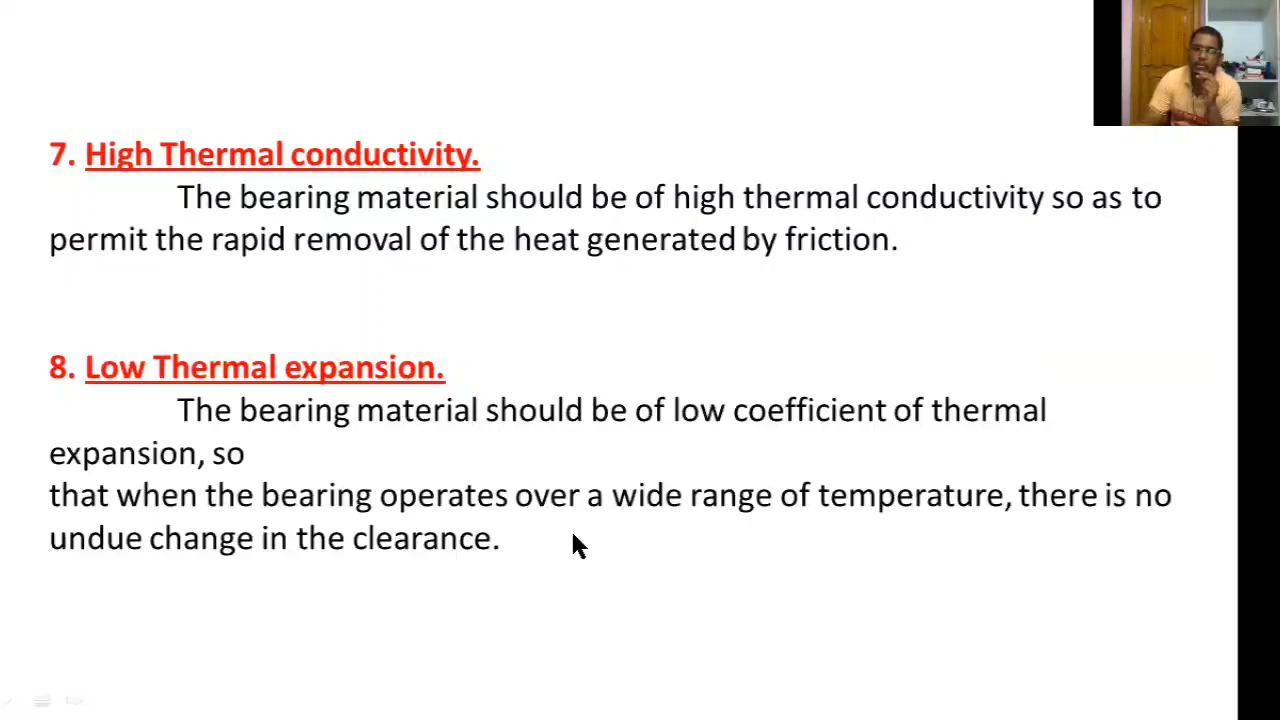 7. High Thermal conductivity.
The bearing material should be of high thermal conductivity so as to
permit the rapid removal of the heat generated by friction.
8. Low Thermal expansion.
The bearing material should be of low coefficient of thermal
expansion, so
that when the bearing operates over a wide range of temperature, there is no
undue change in the clearance.